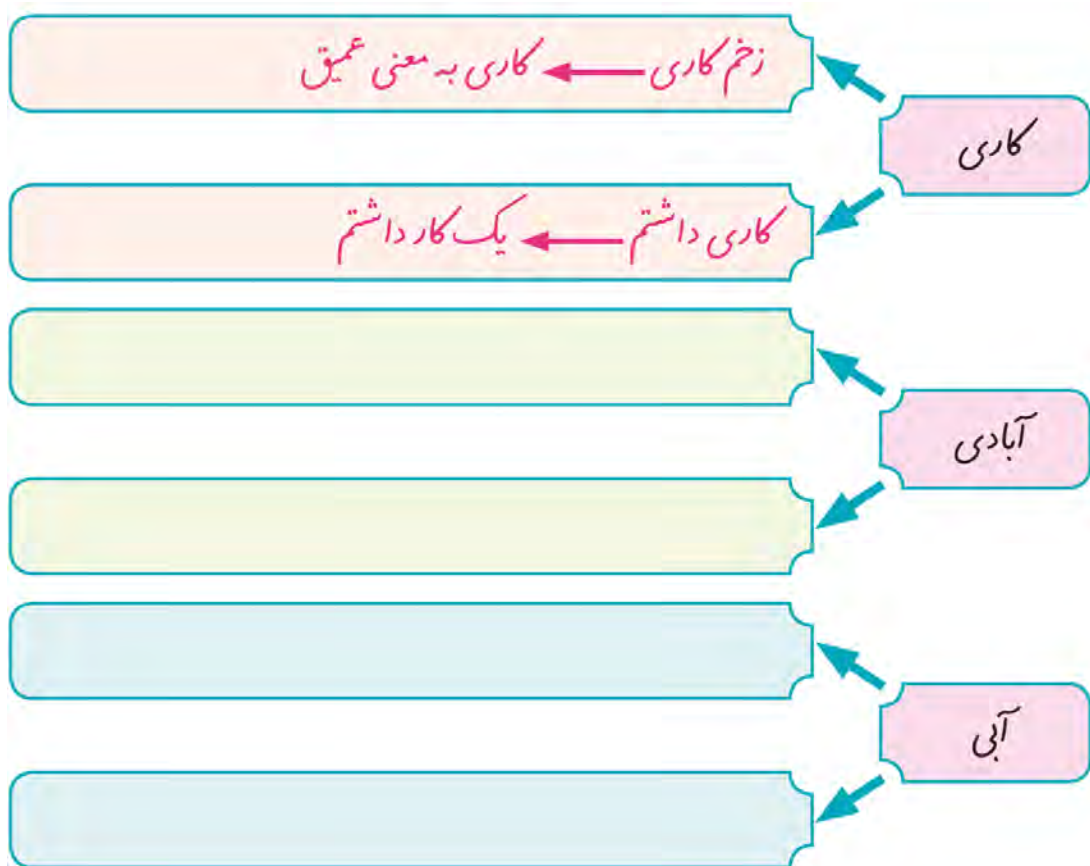 کاری
زخم کاری ← کاری به معنی عمیق
کاری داشتم ← یک کار داشتم
آبادی
آبی